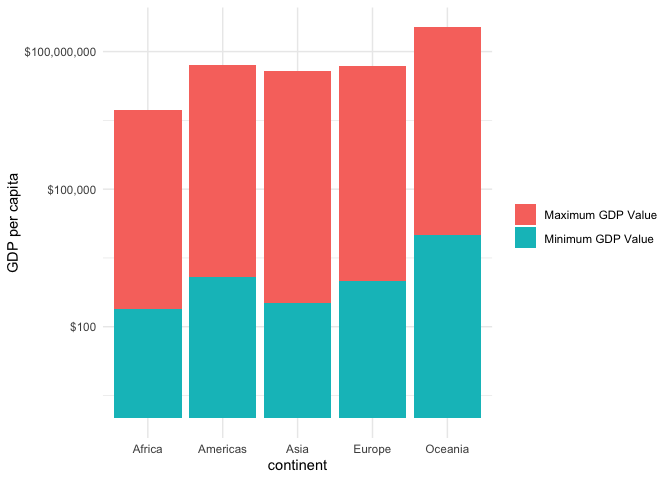 $100,000,000
$100,000
$100
GDP per capita
Africa
Americas
Asia
Europe
Oceania
continent
Maximum GDP Value
Minimum GDP Value